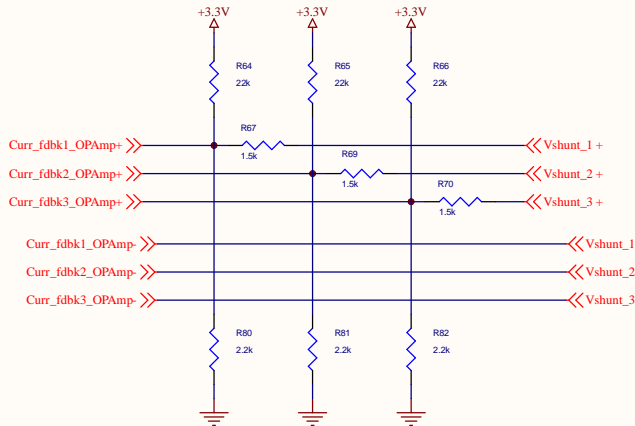 +3.3V +3.3V +3.3V
R64 R65 R66
22k 22k 22k
R67
Curr_fdbk1_OPAmp+ Vshunt_1 +
1.5k
R69
Curr_fdbk2_OPAmp+ Vshunt_2 +
1.5k
R70
Curr_fdbk3_OPAmp+ Vshunt_3 +
1.5k
Curr_fdbk1_OPAmp- Vshunt_1
Curr_fdbk2_OPAmp- Vshunt_2
Curr_fdbk3_OPAmp- Vshunt_3
R80 R81 R82
2.2k 2.2k 2.2k